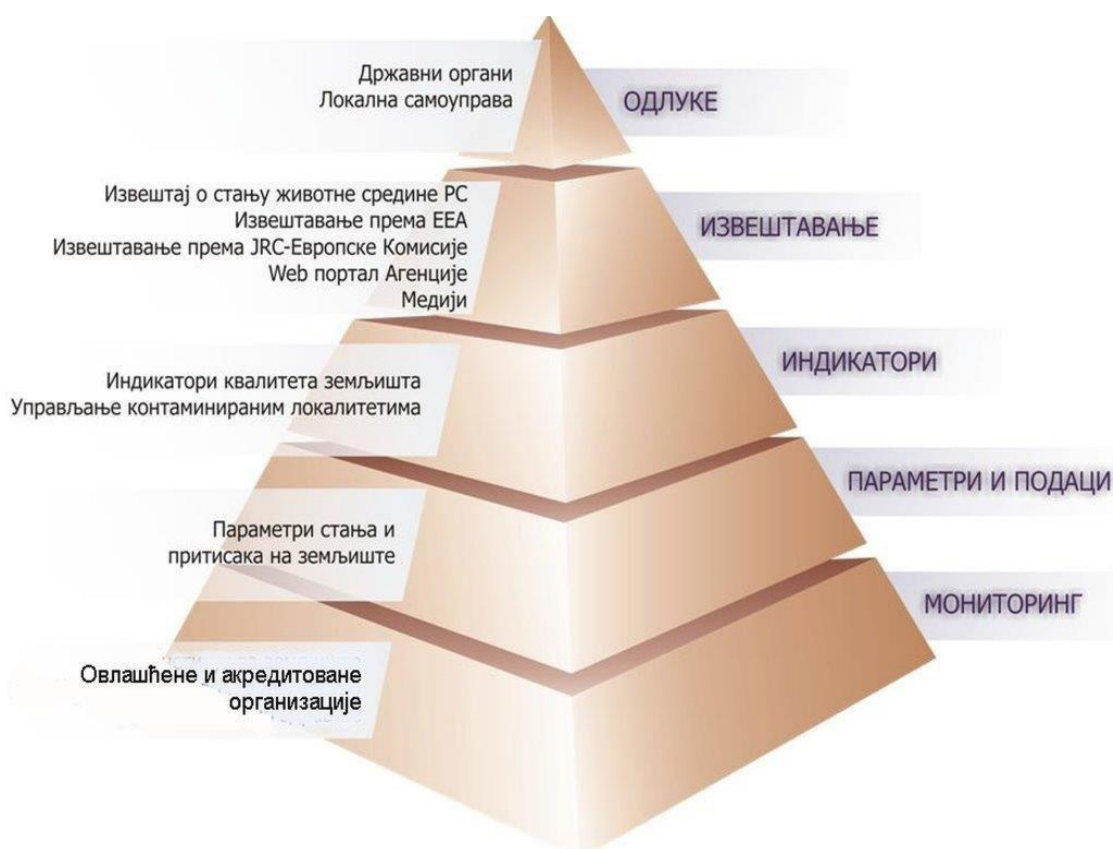 Државни органи
Локална самоуправа
ОДЛУКЕ
Извештај о стању животне средине РС
Извештавање према ЕЕА
Извештавање према JRC-Европске Комисије
Web портал Агенције
Медији
ИЗВЕШТАВАЊЕ
Индикатори квалитета земљишта
Управљање контаминираним локалитетима
ИНДИКАТОРИ
Параметри стања и
притисака на земљиште
ПАРАМЕТРИ И ПОДАЦИ
Овлашћене и акредитоване
организације
МОНИТОРИНГ